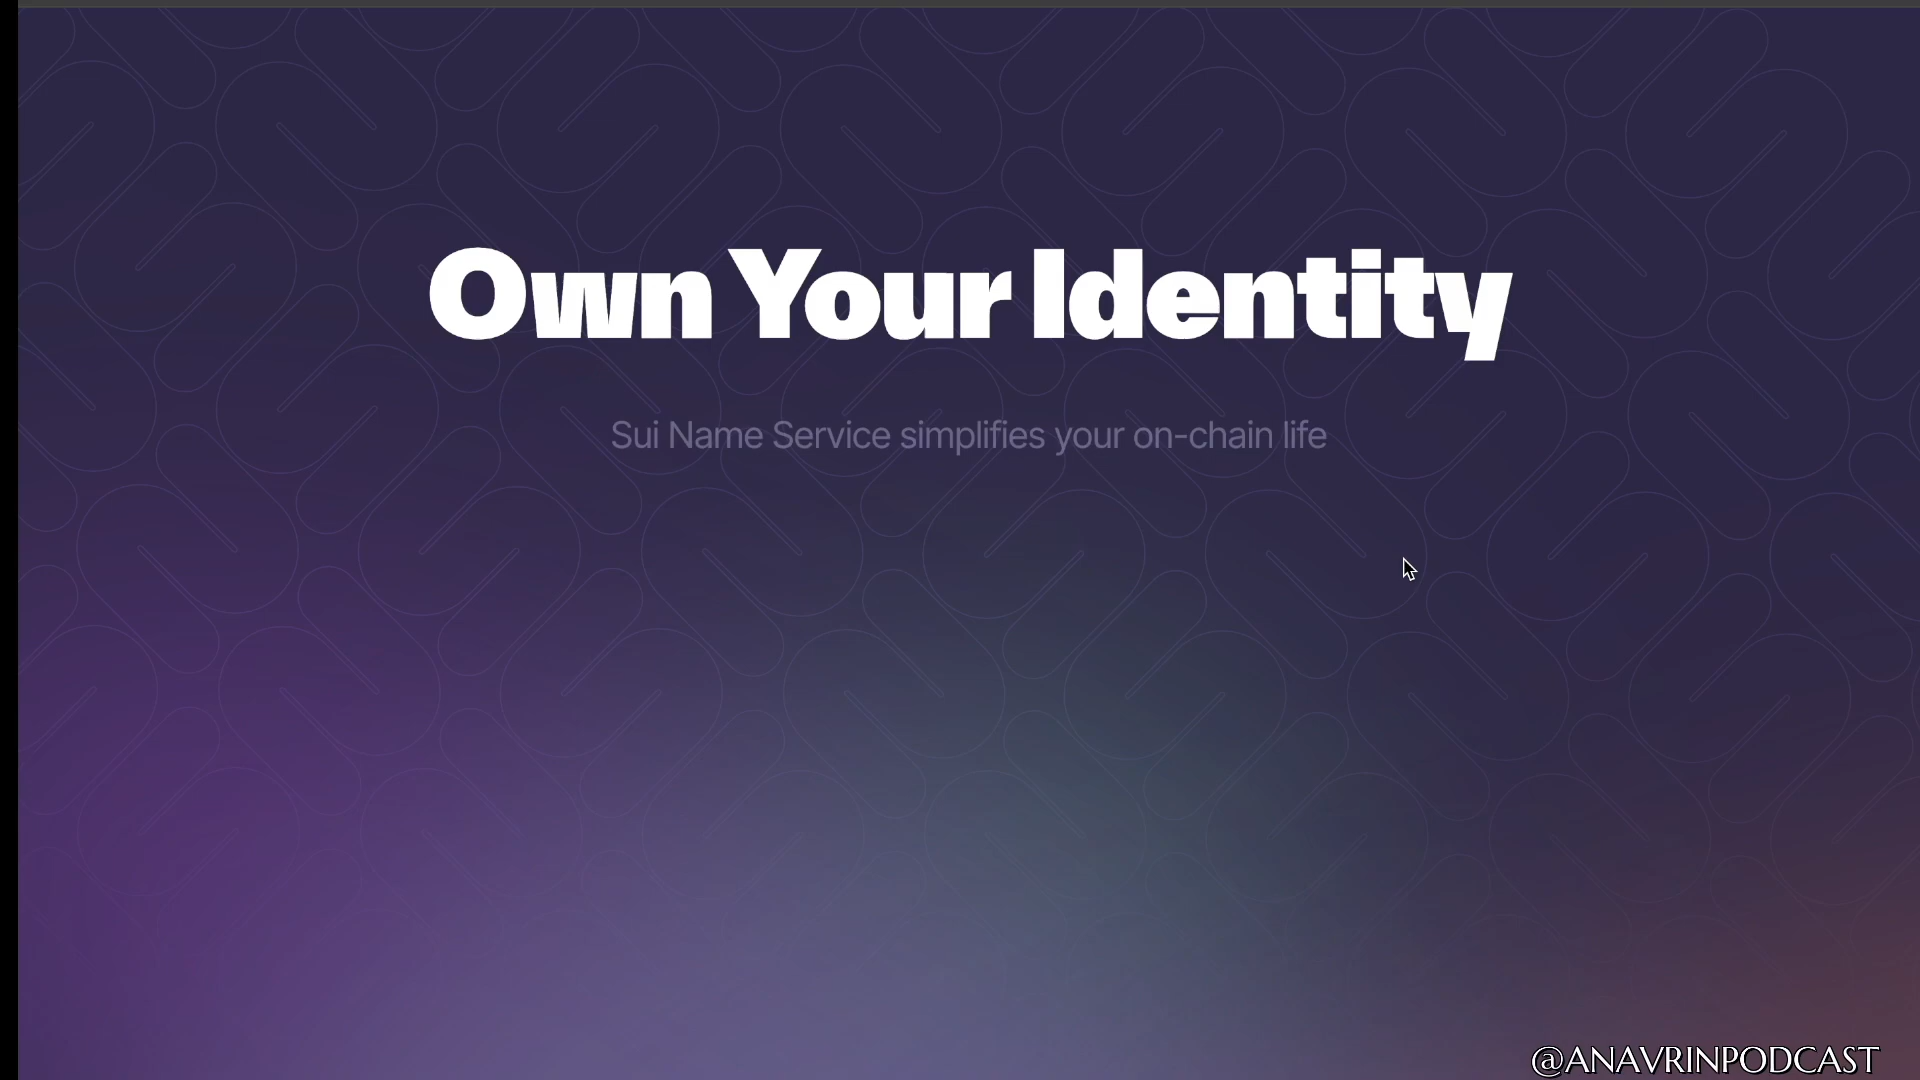 Own Your Identity
Sui Name Service simplifies your on-chain life
@ANAVRINPODCAST